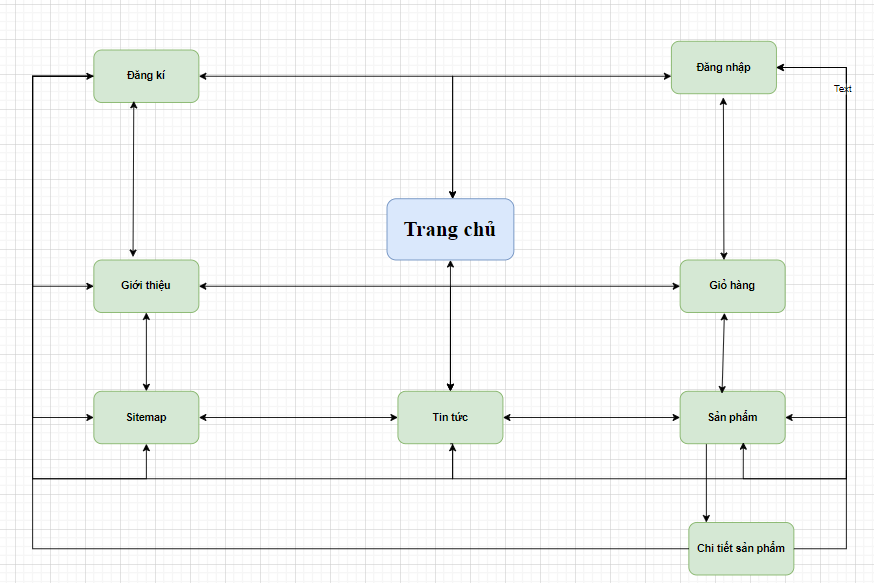 Đăng kí
Đăng nhập
Text
Trang chủ
Giới thiệu
Giỏ hàng
Sitemap
Tin tức
Sản phẩm
Chi tiết sản phẩm